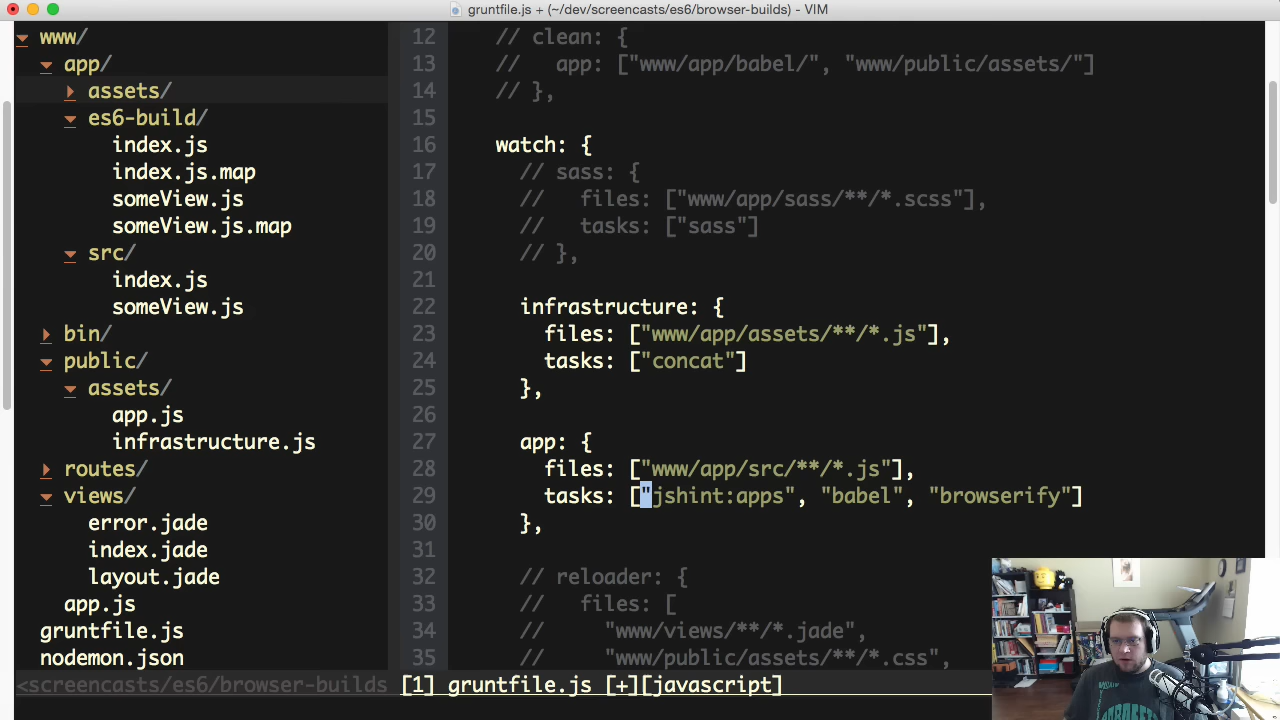 gruntfile.js + (~/dev/screencasts/es6/browser-builds) - VIM
www/
app/
assets/
es6-build/
index.js
index.js.map
someView.js
someView.js.map
src/
index.js
someView.js
bin/
public/
assets/
app.js
infrastructure.js
routes/
views/
error.jade
index.jade
layout.jade
app.js
gruntfile.js
nodemon.json
<screencasts/es6/browser-builds
12 // clean: {
13 //   app: ["www/app/babel/", "www/public/assets/"]
14 // },
15
16 watch: {
17 // sass: {
18 //   files: ["www/app/sass/**/*.scss"],
19 //   tasks: ["sass"]
20 // },
21
22 infrastructure: {
23 files: ["www/app/assets/**/*.js"],
24 tasks: ["concat"]
25 },
26
27 app: {
28 files: ["www/app/src/**/*.js"],
29 tasks: ["jshint:apps", "babel", "browserify"]
30 },
31
32 // reloader: {
33 //   files: [
34 //     "www/views/**/*.jade",
35 //     "www/public/assets/**/*.css",
[1] gruntfile.js [+][javascript]